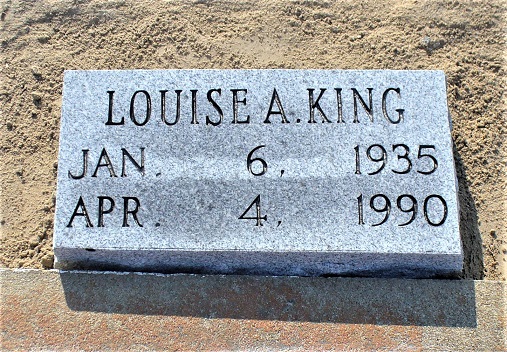 LOUISE A. KING
JAN. 6, 1935
APR. 4, 1990